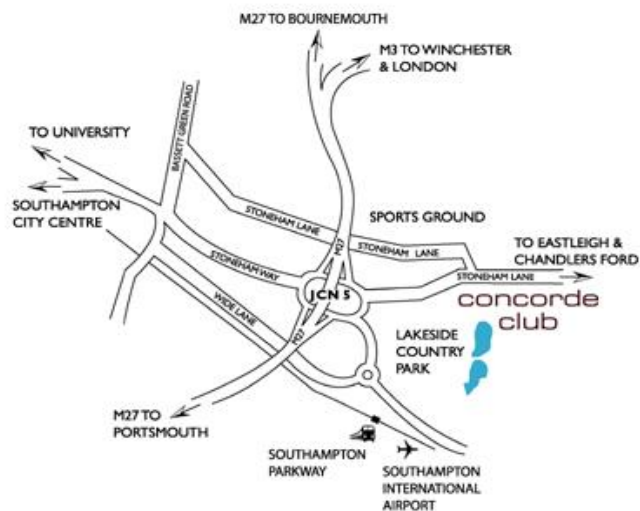 M27 TO BOURNEMOUTH
M3 TO WINCHESTER
& LONDON
BASSETT GREEN ROAD
TO UNIVERSITY
SOUTHAMPTON
CITY CENTRE
STONEHAM LANE
SPORTS GROUND
STONEHAM LANE
TO EASTLEIGH &
CHANDLERS FORD
STONEHAM LANE
STONEHAM WAY
M27
JCN 5
concorde
club
WIDE LANE
M27
LAKESIDE
COUNTRY
PARK
M27 TO
PORTSMOUTH
SOUTHAMPTON
PARKWAY
SOUTHAMPTON
INTERNATIONAL
AIRPORT